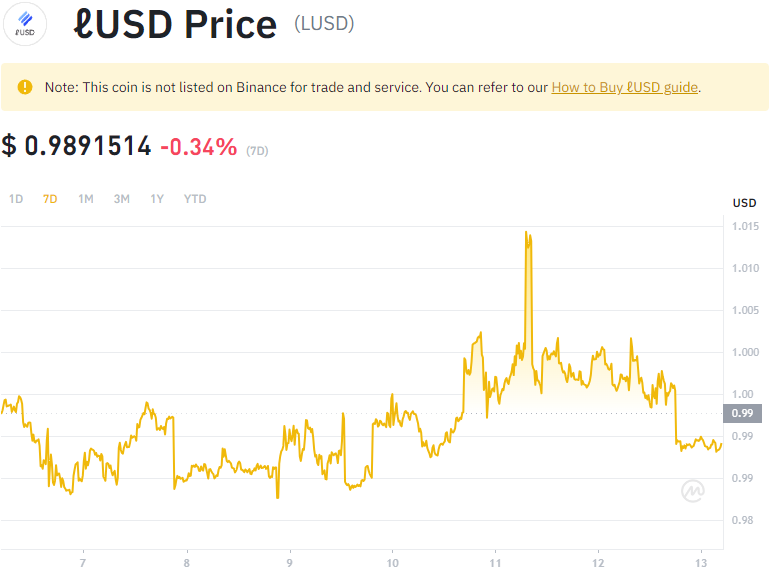 ℓUSD
ℓUSD Price (LUSD)
Note: This coin is not listed on Binance for trade and service. You can refer to our How to Buy ℓUSD guide.
$ 0.9891514 -0.34% (7D)
1D 7D 1M 3M 1Y YTD
USD
1.015
1.010
1.005
1.000
1.00
0.99
0.99
0.99
0.98
7 8 9 10 11 12 13